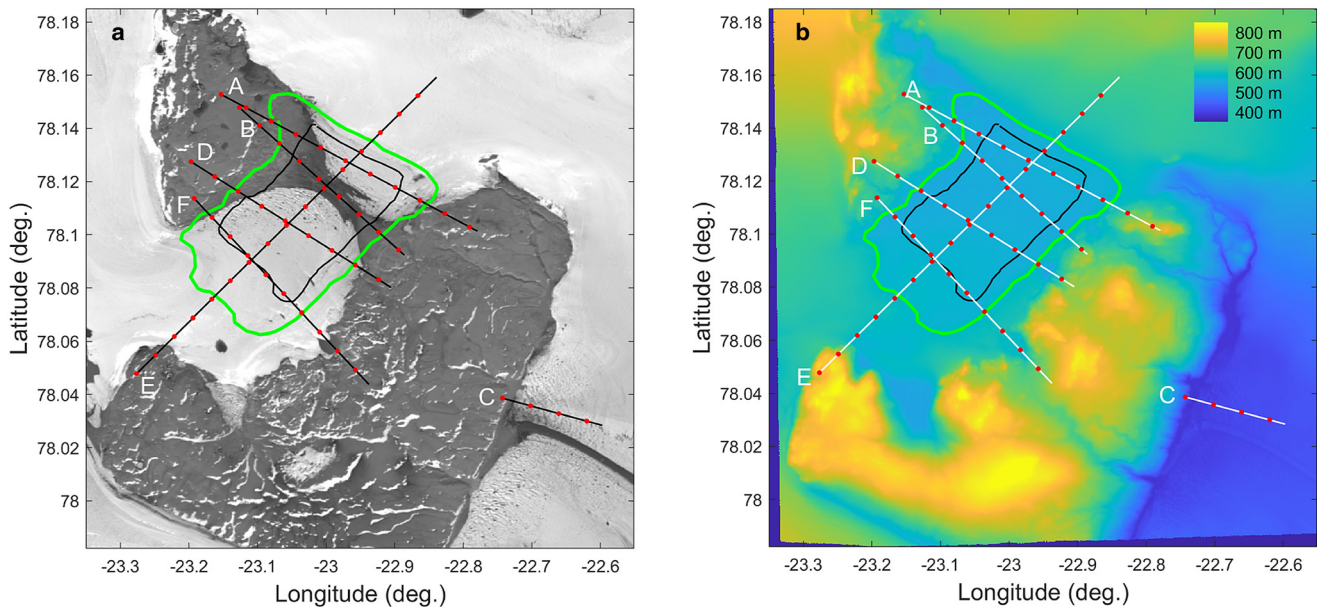 a
78.18
78.16
78.14
78.12
78.1
78.08
78.06
78.04
78.02
78
Latitude (deg.)
A
B
D
F
E
C
-23.3
-23.2
-23.1
-23
-22.9
-22.8
-22.7
-22.6
Longitude (deg.)
b
800 m
700 m
600 m
500 m
400 m
78.18
78.16
78.14
78.12
78.1
78.08
78.06
78.04
78.02
78
Latitude (deg.)
A
B
D
F
E
C
-23.3
-23.2
-23.1
-23
-22.9
-22.8
-22.7
-22.6
Longitude (deg.)